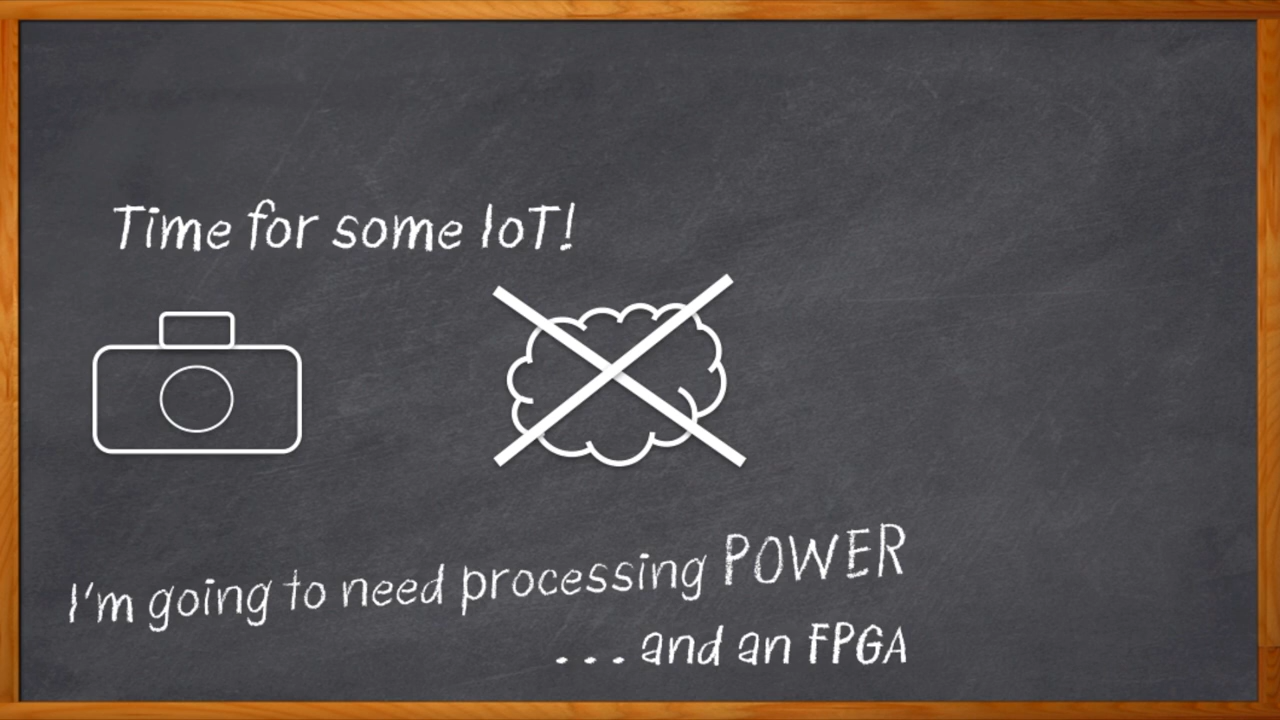 Time for some IoT!
I'm going to need processing POWER
... and an FPGA